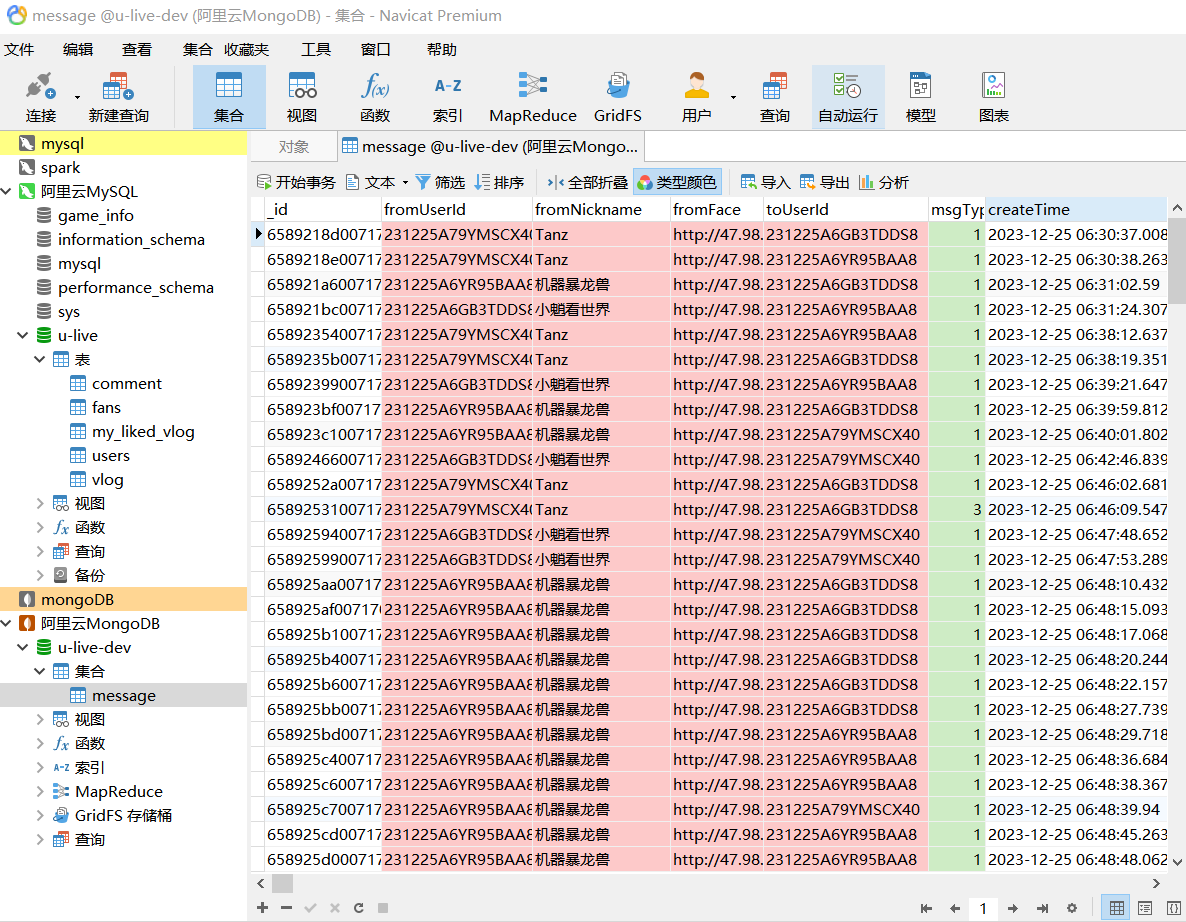 message @u-live-dev (阿里云MongoDB) - 集合 - Navicat Premium
文件 编辑 查看 集合 收藏夹 工具 窗口 帮助
连接 新建查询 集合 视图 函数 索引 MapReduce GridFS 用户 查询 自动运行 模型 图表
mysql
spark
阿里云MySQL
game_info
information_schema
mysql
performance_schema
sys
u-live
表
comment
fans
my_liked_vlog
users
vlog
视图
函数
查询
备份
mongoDB
阿里云MongoDB
u-live-dev
集合
message
视图
函数
索引
MapReduce
GridFS 存储桶
查询
对象 message @u-live-dev (阿里云Mongo...
开始事务 文本 筛选 排序 全部折叠 类型颜色 导入 导出 分析
_id fromUserId fromNickname fromFace toUserId msgTyp createTime
6589218d00717 231225A79YMSCX40 Tanz http://47.98. 231225A6GB3TDDS8 1 2023-12-25 06:30:37.008
6589218e00717 231225A79YMSCX40 Tanz http://47.98. 231225A6YR95BAA8 1 2023-12-25 06:30:38.263
658921a600717 231225A6YR95BAA8 机器暴龙兽 http://47.98. 231225A6GB3TDDS8 1 2023-12-25 06:31:02.59
658921bc00717 231225A6GB3TDDS8 小魈看世界 http://47.98. 231225A6YR95BAA8 1 2023-12-25 06:31:24.307
6589235400717 231225A79YMSCX40 Tanz http://47.98. 231225A6YR95BAA8 1 2023-12-25 06:38:12.637
6589235b00717 231225A79YMSCX40 Tanz http://47.98. 231225A6GB3TDDS8 1 2023-12-25 06:38:19.351
6589239900717 231225A6GB3TDDS8 小魈看世界 http://47.98. 231225A6YR95BAA8 1 2023-12-25 06:39:21.647
658923bf00717 231225A6YR95BAA8 机器暴龙兽 http://47.98. 231225A6GB3TDDS8 1 2023-12-25 06:39:59.812
658923c100717 231225A6YR95BAA8 机器暴龙兽 http://47.98. 231225A79YMSCX40 1 2023-12-25 06:40:01.802
6589246600717 231225A6GB3TDDS8 小魈看世界 http://47.98. 231225A79YMSCX40 1 2023-12-25 06:42:46.839
6589252a00717 231225A79YMSCX40 Tanz http://47.98. 231225A6GB3TDDS8 1 2023-12-25 06:46:02.681
6589253100717 231225A79YMSCX40 Tanz http://47.98. 231225A6GB3TDDS8 3 2023-12-25 06:46:09.547
6589259400717 231225A6GB3TDDS8 小魈看世界 http://47.98. 231225A79YMSCX40 1 2023-12-25 06:47:48.652
6589259900717 231225A6GB3TDDS8 小魈看世界 http://47.98. 231225A79YMSCX40 1 2023-12-25 06:47:53.289
658925aa00717 231225A6YR95BAA8 机器暴龙兽 http://47.98. 231225A6GB3TDDS8 1 2023-12-25 06:48:10.432
658925af00717 231225A6YR95BAA8 机器暴龙兽 http://47.98. 231225A6GB3TDDS8 1 2023-12-25 06:48:15.093
658925b100717 231225A6YR95BAA8 机器暴龙兽 http://47.98. 231225A6GB3TDDS8 1 2023-12-25 06:48:17.068
658925b400717 231225A6YR95BAA8 机器暴龙兽 http://47.98. 231225A6GB3TDDS8 1 2023-12-25 06:48:20.244
658925b600717 231225A6YR95BAA8 机器暴龙兽 http://47.98. 231225A6GB3TDDS8 1 2023-12-25 06:48:22.157
658925bb00717 231225A6YR95BAA8 机器暴龙兽 http://47.98. 231225A6YR95BAA8 1 2023-12-25 06:48:27.739
658925bd00717 231225A6YR95BAA8 机器暴龙兽 http://47.98. 231225A6YR95BAA8 1 2023-12-25 06:48:29.718
658925c400717 231225A6YR95BAA8 机器暴龙兽 http://47.98. 231225A6YR95BAA8 1 2023-12-25 06:48:36.684
658925c600717 231225A6YR95BAA8 机器暴龙兽 http://47.98. 231225A6YR95BAA8 1 2023-12-25 06:48:38.367
658925c700717 231225A6YR95BAA8 机器暴龙兽 http://47.98. 231225A79YMSCX40 1 2023-12-25 06:48:39.94
658925cd00717 231225A6YR95BAA8 机器暴龙兽 http://47.98. 231225A6YR95BAA8 1 2023-12-25 06:48:45.263
658925d000717 231225A6YR95BAA8 机器暴龙兽 http://47.98. 231225A6YR95BAA8 1 2023-12-25 06:48:48.062
1